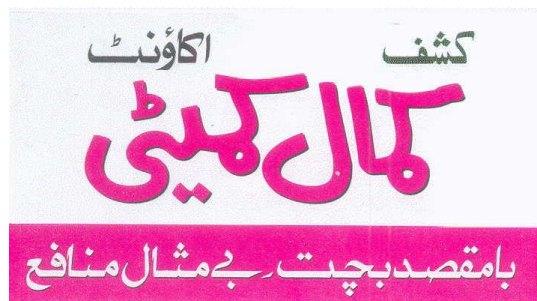 کشف اکاؤنٹ
کمال کمیٹی
بامقصد بچت، بے مثال منافع